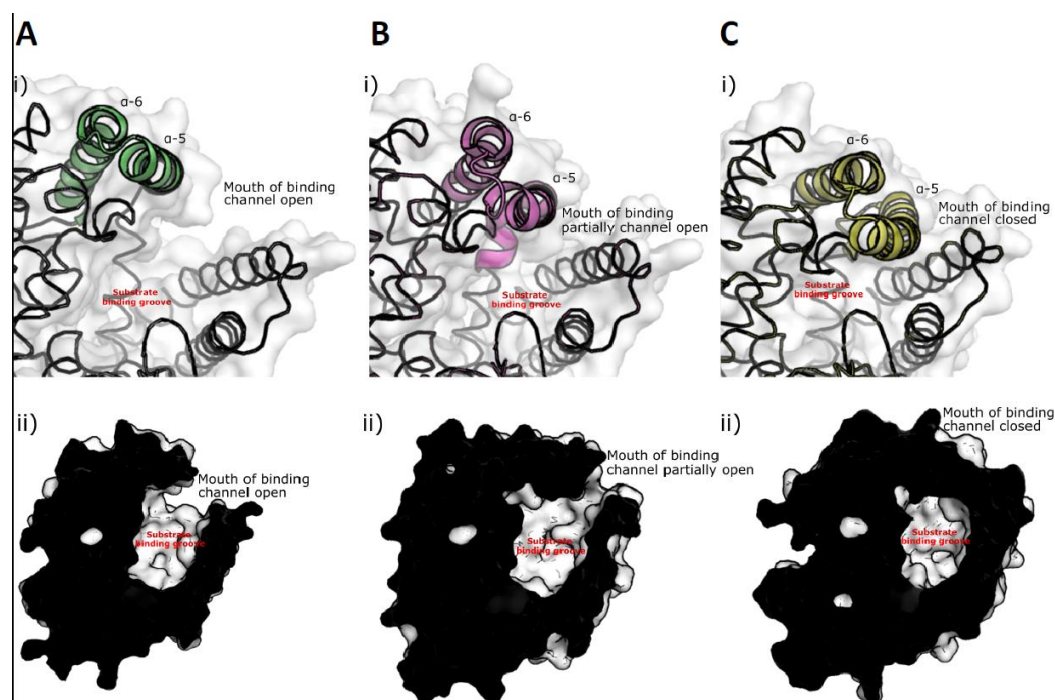 A
B
C
i)
α-6
α-5
Mouth of binding
channel open
Substrate
binding groove
i)
α-6
α-5
Mouth of binding
partially channel open
Substrate
binding groove
i)
α-6
α-5
Mouth of binding
channel closed
Substrate
binding groove
ii)
Mouth of binding
channel open
Substrate
binding groove
ii)
Mouth of binding
channel partially open
Substrate
binding groove
ii)
Mouth of binding
channel closed
Substrate
binding groove